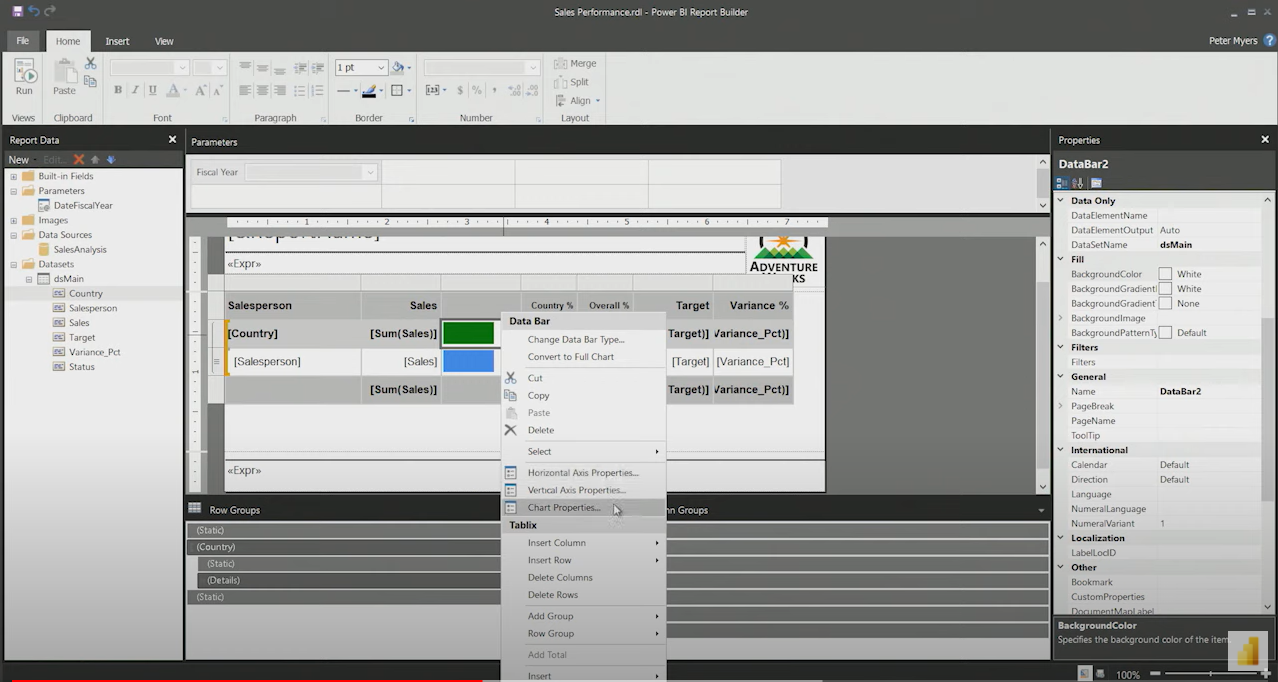 Sales Performance.rdl - Power BI Report Builder
File
Home
Insert
View
Peter Myers
Run
Paste
B I U A A A
1 pt
$ % ,
Merge
Split
Align
Views
Clipboard
Font
Paragraph
Border
Number
Layout
Report Data
New
Edit...
Built-in Fields
Parameters
DateFiscalYear
Images
Data Sources
SalesAnalysis
Datasets
dsMain
Country
Salesperson
Sales
Target
Variance_Pct
Status
Parameters
Fiscal Year
1 2 3 4 5 6 7
«Expr»
ADVENTURE
Salesperson
Sales
Country %
Overall %
Target
Variance %
[Country]
[Sum(Sales)]
Target)]
Variance_Pct)]
[Salesperson]
[Sales]
[Target]
[Variance_Pct]
[Sum(Sales)]
Target)]
Variance_Pct)]
«Expr»
Data Bar
Change Data Bar Type...
Convert to Full Chart
Cut
Copy
Paste
Delete
Select
Horizontal Axis Properties...
Vertical Axis Properties...
Chart Properties...
Tablix
Insert Column
Insert Row
Delete Columns
Delete Rows
Add Group
Row Group
Add Total
Insert
Row Groups
(Static)
(Country)
(Static)
(Details)
(Static)
mn Groups
Properties
DataBar2
Data Only
DataElementName
DataElementOutput Auto
DataSetName dsMain
Fill
BackgroundColor White
BackgroundGradient White
BackgroundGradient None
BackgroundImage
BackgroundPatternTy Default
Filters
Filters
General
Name DataBar2
PageBreak
PageName
ToolTip
International
Calendar Default
Direction Default
Language
NumeralLanguage
NumeralVariant 1
Localization
LabelLocID
Other
Bookmark
CustomProperties
DocumentMapLabel
BackgroundColor
Specifies the background color of the item
100%